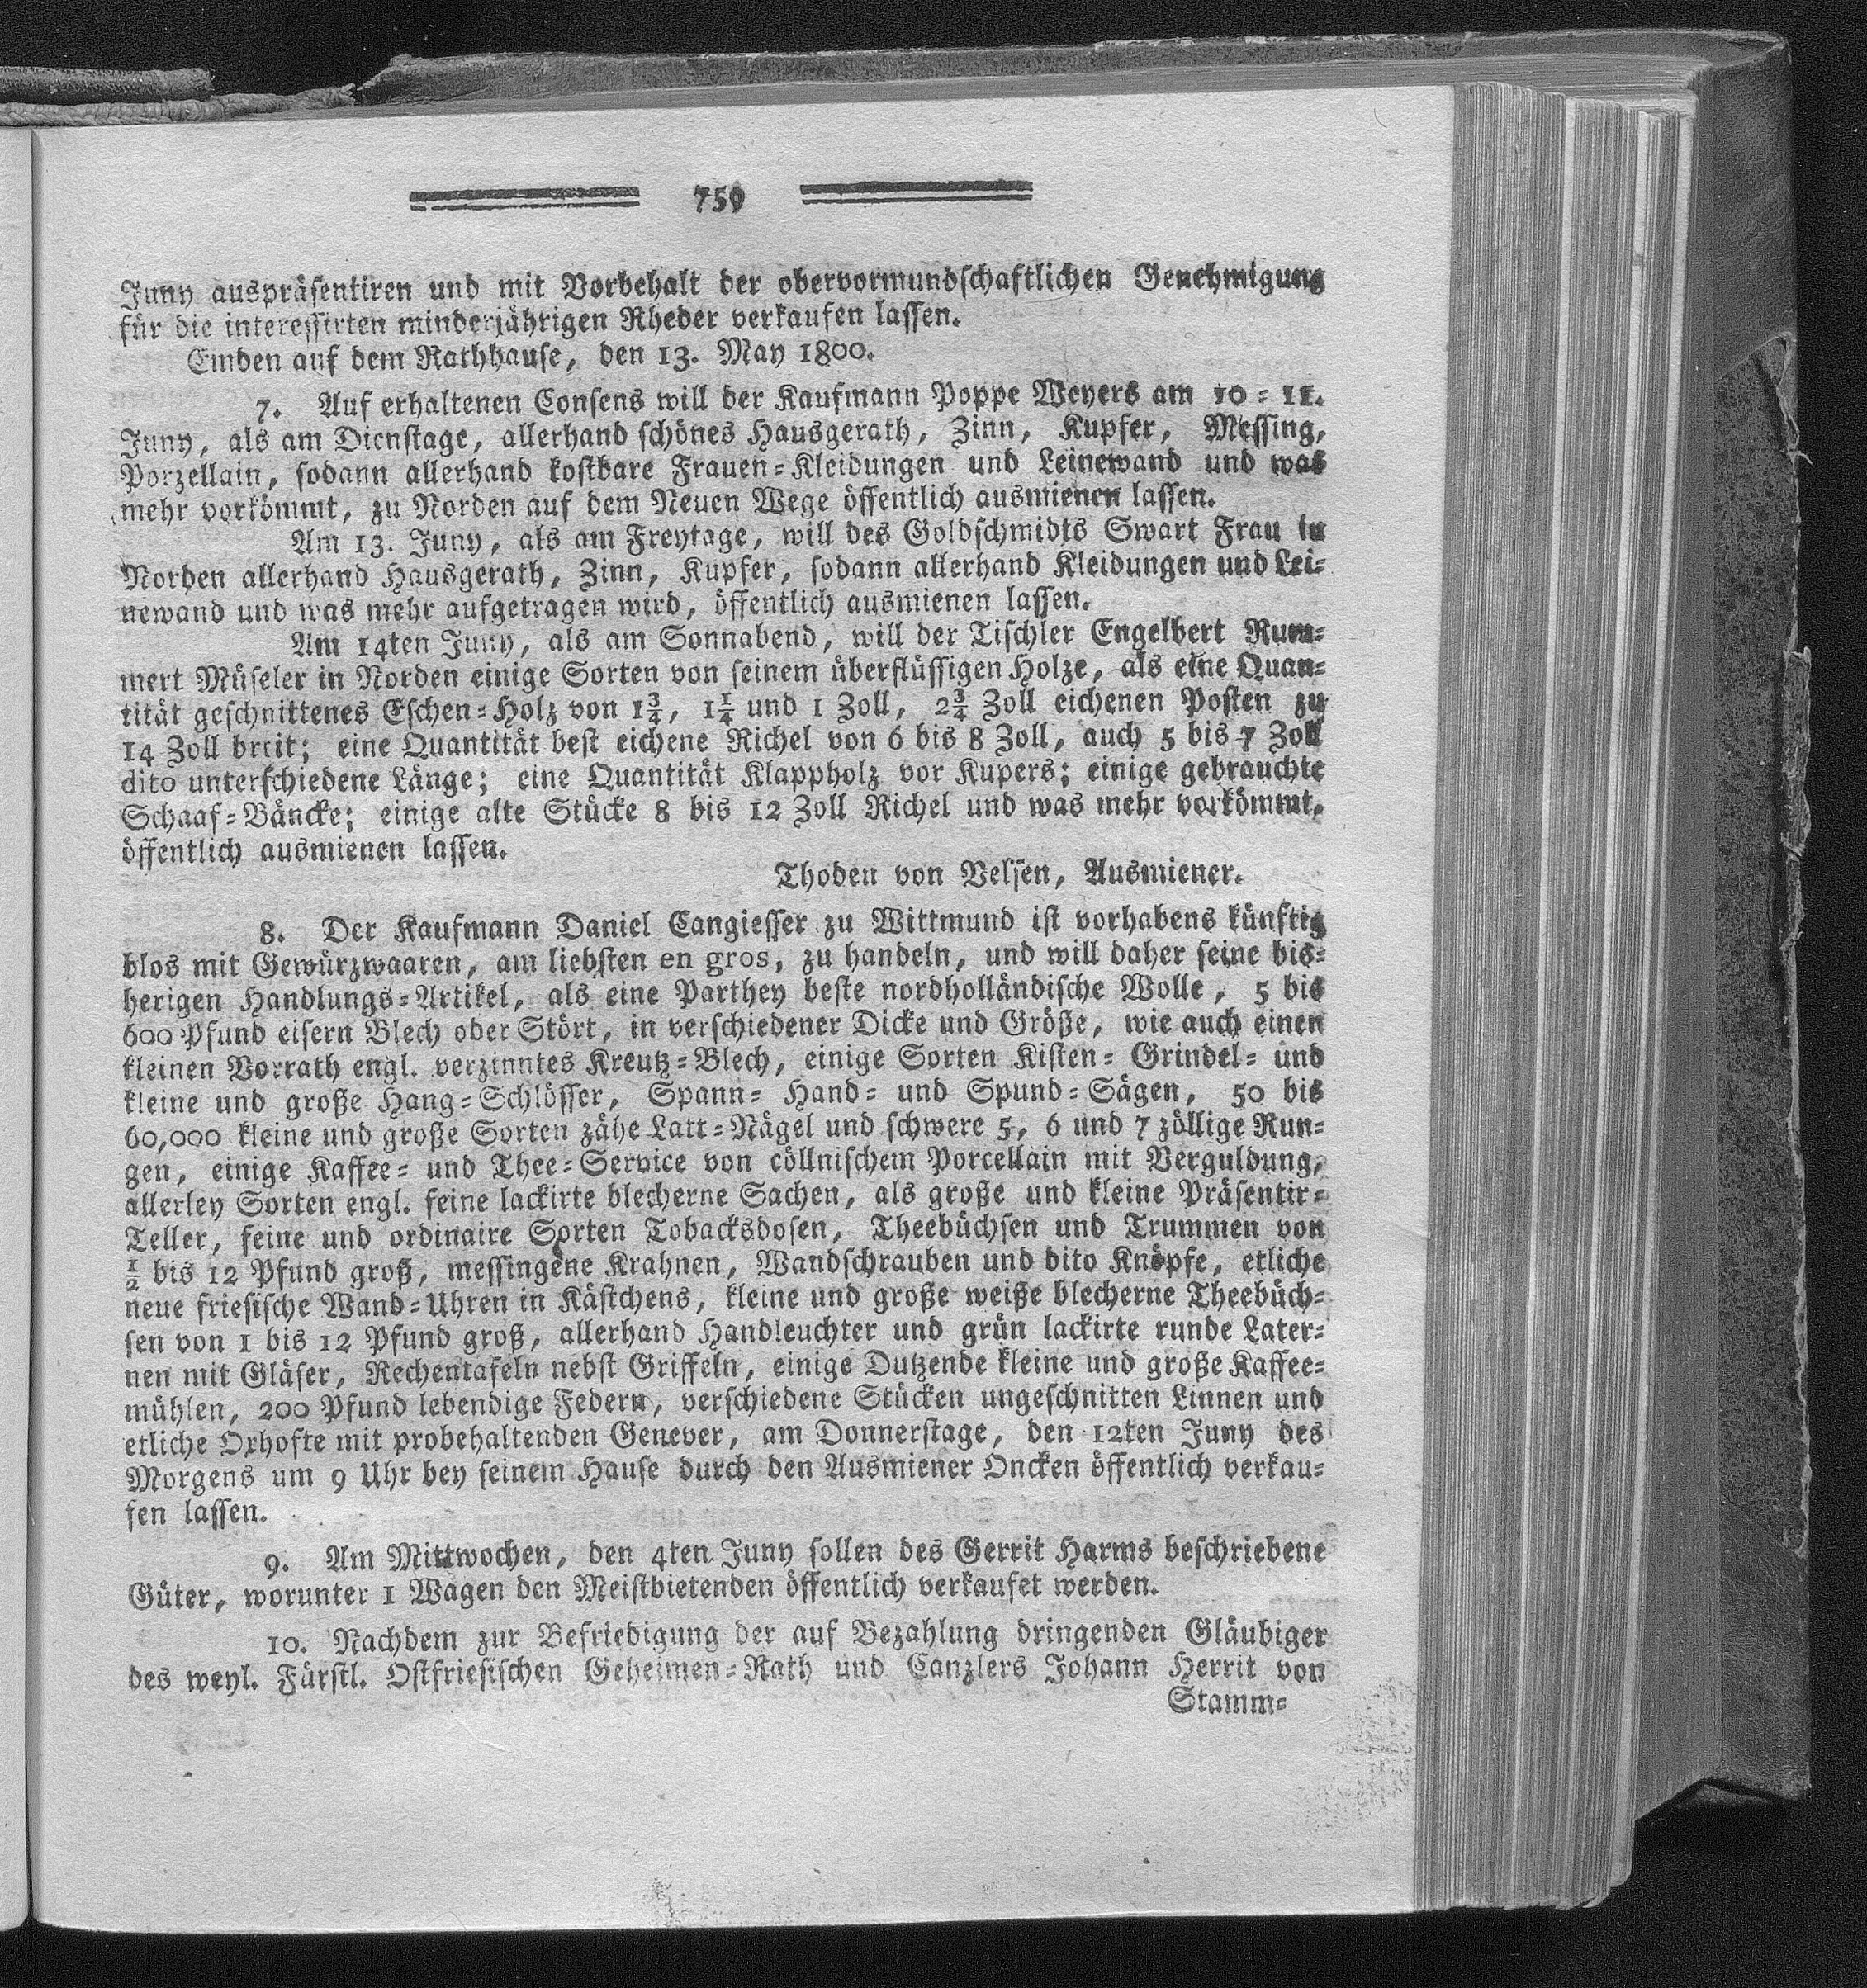 759
Juny auspräsentiren und mit Vorbehalt der obervormundschaftlichen Genehmigung
für die interessirten minderjährigen Rheder verkaufen lassen.
Emden auf dem Rathhause, den 13. May 1800.
7. Auf erhaltenen Consens will der Kaufmann Poppe Weyers am 10 = 11.
Juny, als am Dienstage, allerhand schönes Hausgerath, Zinn, Kupfer, Messing,
Porzellain, sodann allerhand kostbare Frauen=Kleidungen und Leinewand und was
mehr vorkömmt, zu Norden auf dem Neuen Wege öffentlich ausmienen lassen.
Am 13. Juny, als am Freytage, will des Goldschmidts Swart Frau in
Norden allerhand Hausgerath, Zinn, Kupfer, sodann allerhand Kleidungen und Lei=
newand und was mehr aufgetragen wird, öffentlich ausmienen lassen.
Am 14ten Juny, als am Sonnabend, will der Tischler Engelbert Rum=
mert Müseler in Norden einige Sorten von seinem überflüssigen Holze, als eine Quan=
tität geschnittenes Eschen=Holz von 1¾, 1¼ und 1 Zoll, 2¾ Zoll eichenen Posten zu
14 Zoll breit; eine Quantität best eichene Richel von 6 bis 8 Zoll, auch 5 bis 7 Zoll
dito unterschiedene Länge; eine Quantität Klappholz vor Kupers; einige gebrauchte
Schaaf=Bäncke; einige alte Stücke 8 bis 12 Zoll Richel und was mehr vorkömmt,
öffentlich ausmienen lassen.
Thoden von Velsen, Ausmiener.
8. Der Kaufmann Daniel Cangiesser zu Wittmund ist vorhabens künftig
blos mit Gewürzwaaren, am liebsten en gros, zu handeln, und will daher seine bis=
herigen Handlungs=Artikel, als eine Parthey beste nordholländische Wolle, 5 bis
600 Pfund eisern Blech ober Stört, in verschiedener Dicke und Größe, wie auch einen
kleinen Vorrath engl. verzinntes Kreutz=Blech, einige Sorten Kisten= Grindel= und
kleine und große Hang=Schlösser, Spann= Hand= und Spund=Sägen, 50 bis
60,000 kleine und große Sorten zähe Latt=Nägel und schwere 5, 6 und 7 zöllige Run=
gen, einige Kaffee= und Thee=Service von cöllnischem Porcellain mit Verguldung,
allerley Sorten engl. feine lackirte blecherne Sachen, als große und kleine Präsentir=
Teller, feine und ordinaire Sorten Tobacksdosen, Theebüchsen und Trummen von
½ bis 12 Pfund groß, messingene Krahnen, Wandschrauben und dito Knöpfe, etliche
neue friesische Wand=Uhren in Kästchens, kleine und große weiße blecherne Theebüch=
sen von 1 bis 12 Pfund groß, allerhand Handleuchter und grün lackirte runde Later=
nen mit Gläser, Rechentafeln nebst Griffeln, einige Dutzende kleine und große Kaffee=
mühlen, 200 Pfund lebendige Federn, verschiedene Stücken ungeschnitten Linnen und
etliche Oxhofte mit probehaltenden Genever, am Donnerstage, den 12ten Juny des
Morgens um 9 Uhr bey seinem Hause durch den Ausmiener Oncken öffentlich verkau=
fen lassen.
9. Am Mittwochen, den 4ten Juny sollen des Gerrit Harms beschriebene
Güter, worunter 1 Wagen den Meistbietenden öffentlich verkaufet werden.
10. Nachdem zur Befriedigung der auf Bezahlung dringenden Gläubiger
des weyl. Fürstl. Ostfriesischen Geheimen=Rath und Canzlers Johann Herrit von
Stamm=